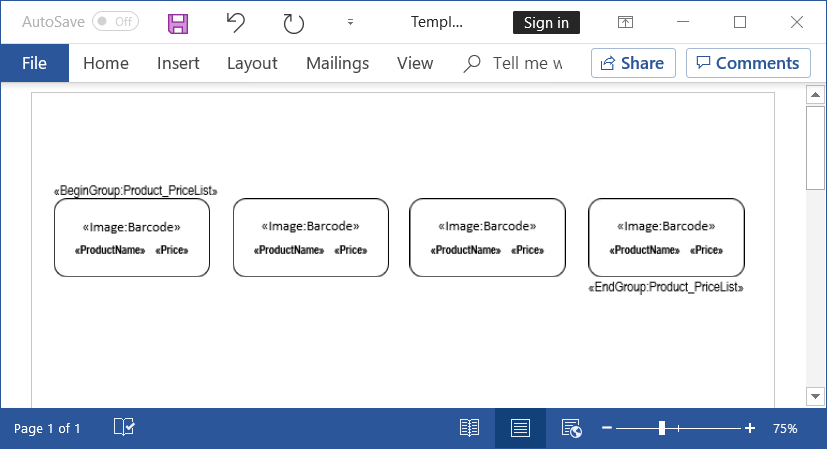 AutoSave Off Templ... Sign in
File Home Insert Layout Mailings View Tell me w Share Comments
«BeginGroup:Product_PriceList»
«Image:Barcode» «Image:Barcode» «Image:Barcode» «Image:Barcode»
«ProductName» «Price» «ProductName» «Price» «ProductName» «Price» «ProductName» «Price»
«EndGroup:Product_PriceList»
Page 1 of 1 75%